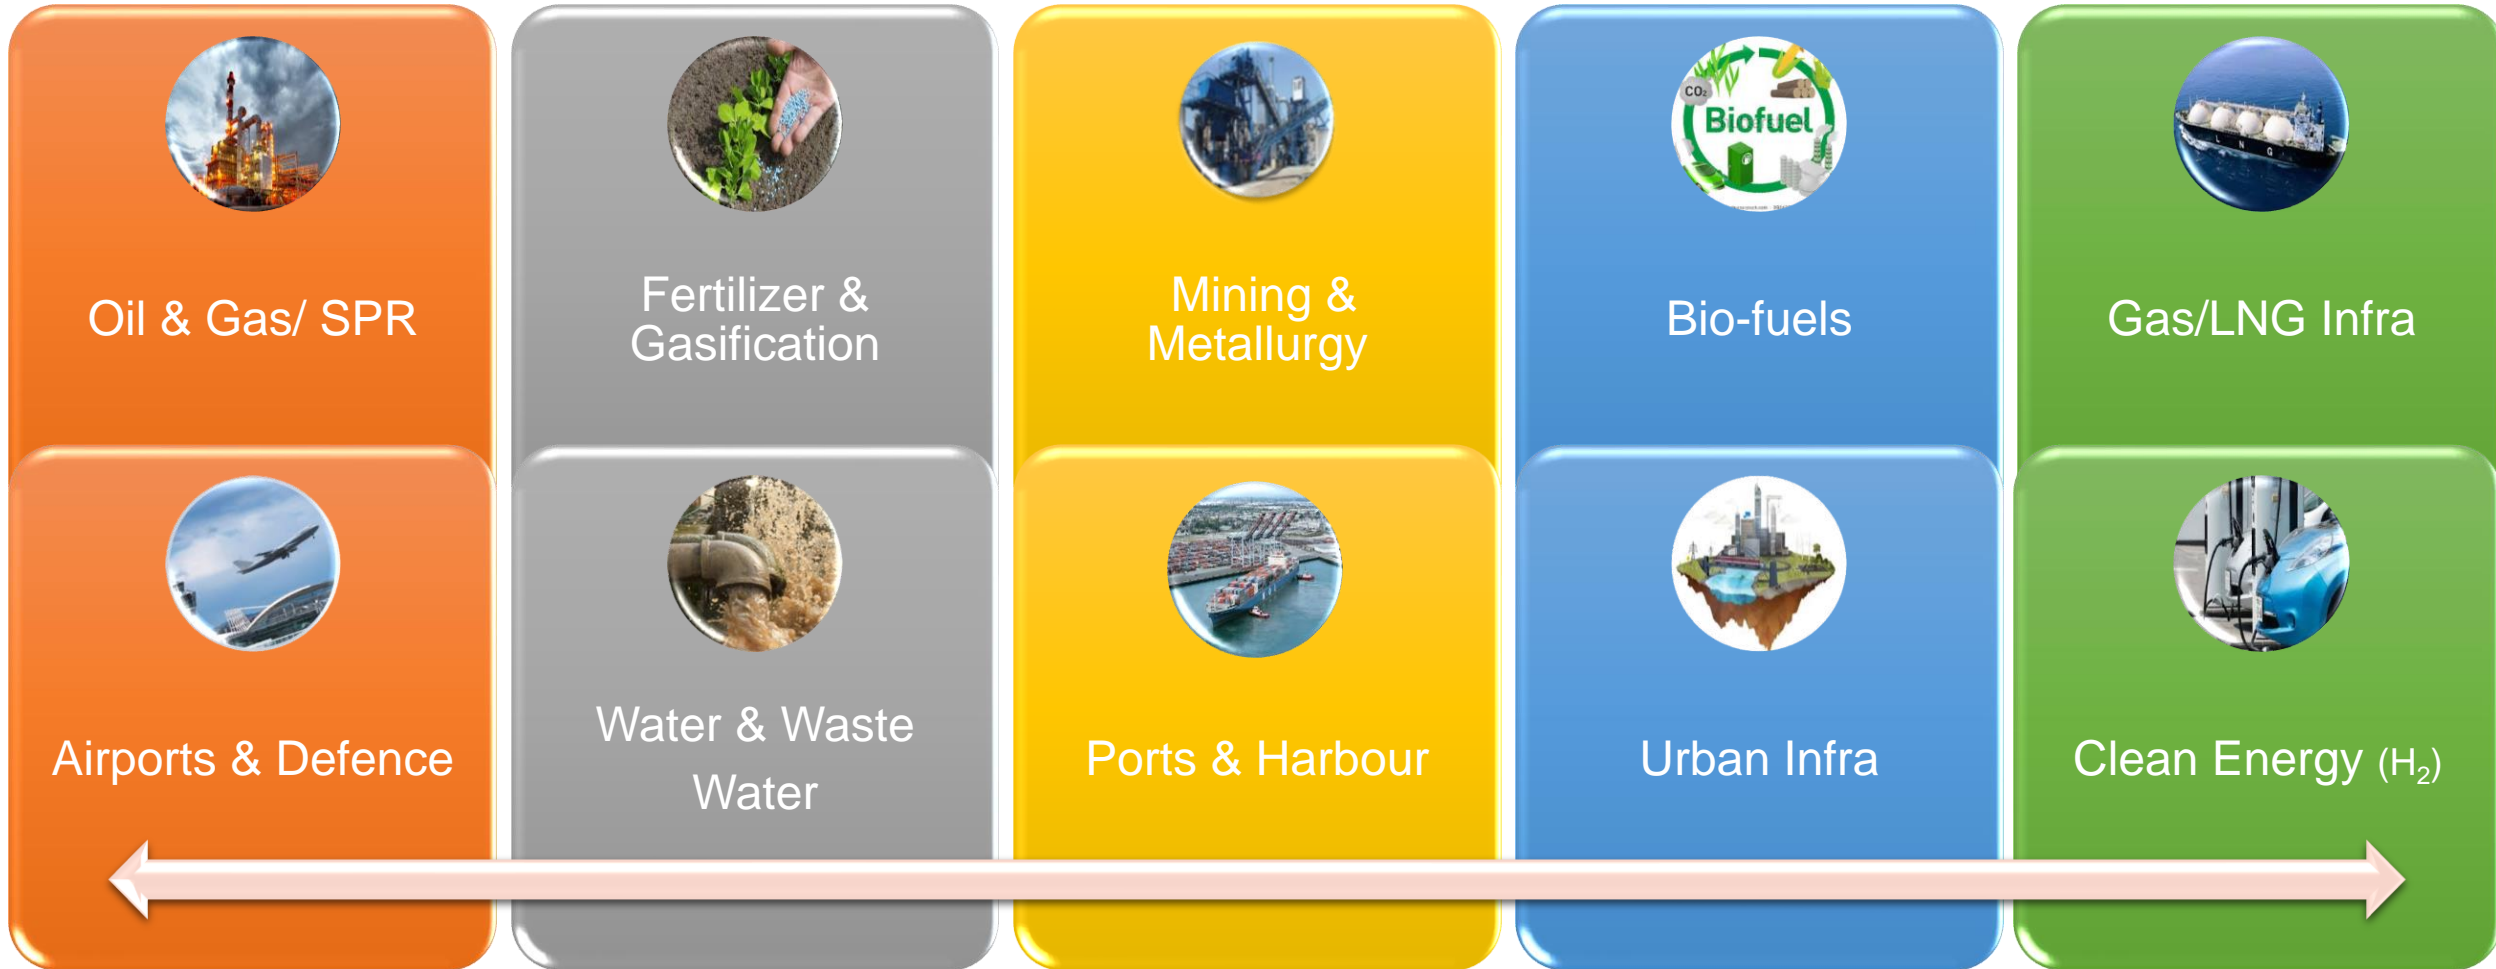 CO2
Biofuel
L N G
Oil & Gas/ SPR
Fertilizer &
Gasification
Mining &
Metallurgy
Bio-fuels
Gas/LNG Infra
Airports & Defence
Water & Waste
Water
Ports & Harbour
Urban Infra
Clean Energy (H₂)